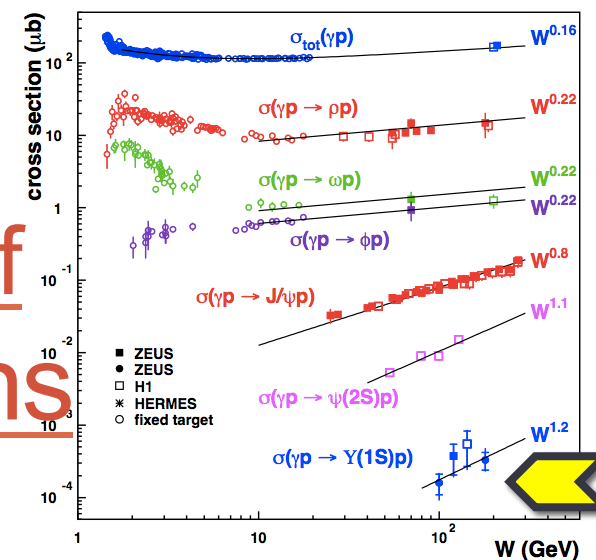 cross section (μb)
10²
10
1
10⁻¹
10⁻²
10⁻³
10⁻⁴
σtot(γp)
W^0.16
σ(γp → ρp)
W^0.22
σ(γp → ωp)
W^0.22
W^0.22
σ(γp → ϕp)
W^0.8
σ(γp → J/ψp)
W^1.1
ZEUS
ZEUS
H1
HERMES
fixed target
σ(γp → ψ(2S)p)
W^1.2
σ(γp → Υ(1S)p)
1
10
10²
W (GeV)